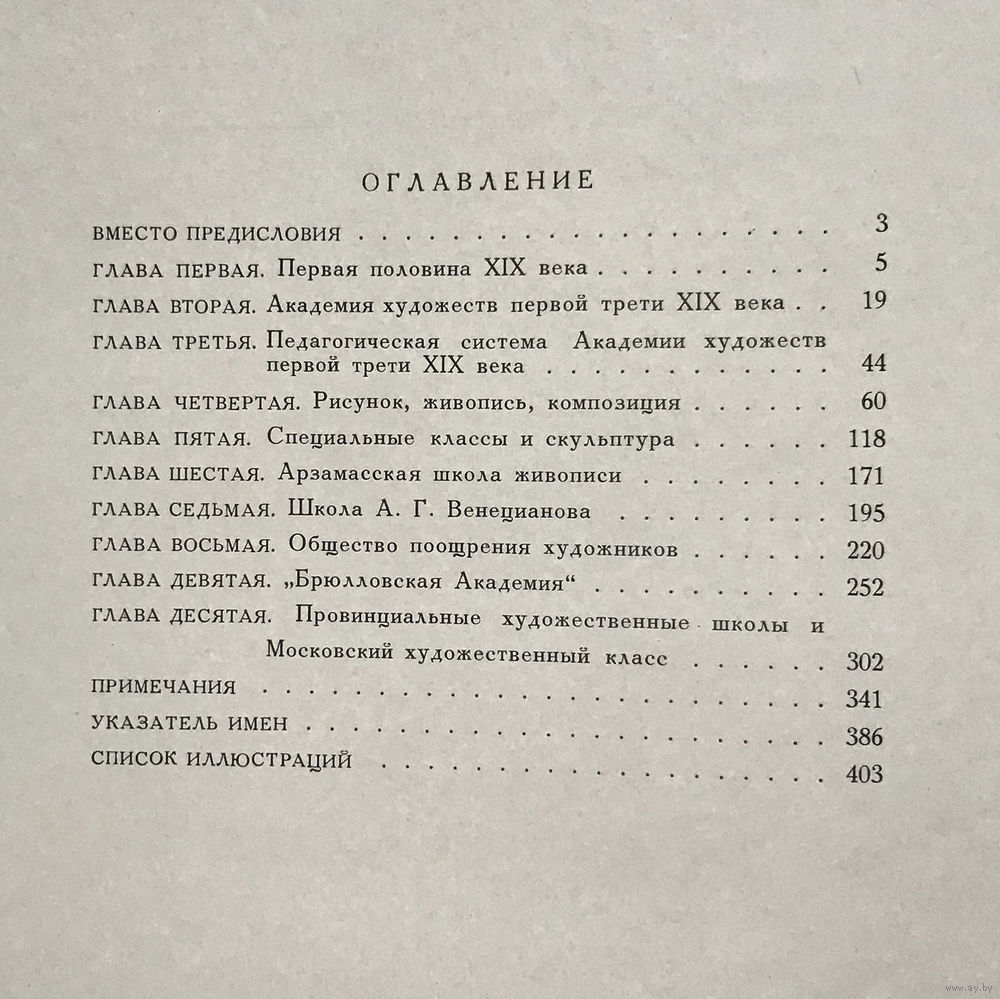 ОГЛАВЛЕНИЕ
ВМЕСТО ПРЕДИСЛОВИЯ . . . . . . . . . . . . . . . . . 3
ГЛАВА ПЕРВАЯ. Первая половина XIX века . . . . . . . . . 5
ГЛАВА ВТОРАЯ. Академия художеств первой трети XIX века . . 19
ГЛАВА ТРЕТЬЯ. Педагогическая система Академии художеств
первой трети XIX века . . . . . . . . . . . 44
ГЛАВА ЧЕТВЕРТАЯ. Рисунок, живопись, композиция . . . . . . 60
ГЛАВА ПЯТАЯ. Специальные классы и скульптура . . . . . . 118
ГЛАВА ШЕСТАЯ. Арзамасская школа живописи . . . . . . . . 171
ГЛАВА СЕДЬМАЯ. Школа А. Г. Венецианова . . . . . . . . . 195
ГЛАВА ВОСЬМАЯ. Общество поощрения художников . . . . . . 220
ГЛАВА ДЕВЯТАЯ. „Брюлловская Академия“ . . . . . . . . . . 252
ГЛАВА ДЕСЯТАЯ. Провинциальные художественные школы и
Московский художественный класс . . . . . . 302
ПРИМЕЧАНИЯ . . . . . . . . . . . . . . . . . . . . . . 341
УКАЗАТЕЛЬ ИМЕН . . . . . . . . . . . . . . . . . . . . 386
СПИСОК ИЛЛЮСТРАЦИЙ . . . . . . . . . . . . . . . . . 403
www.ay.by